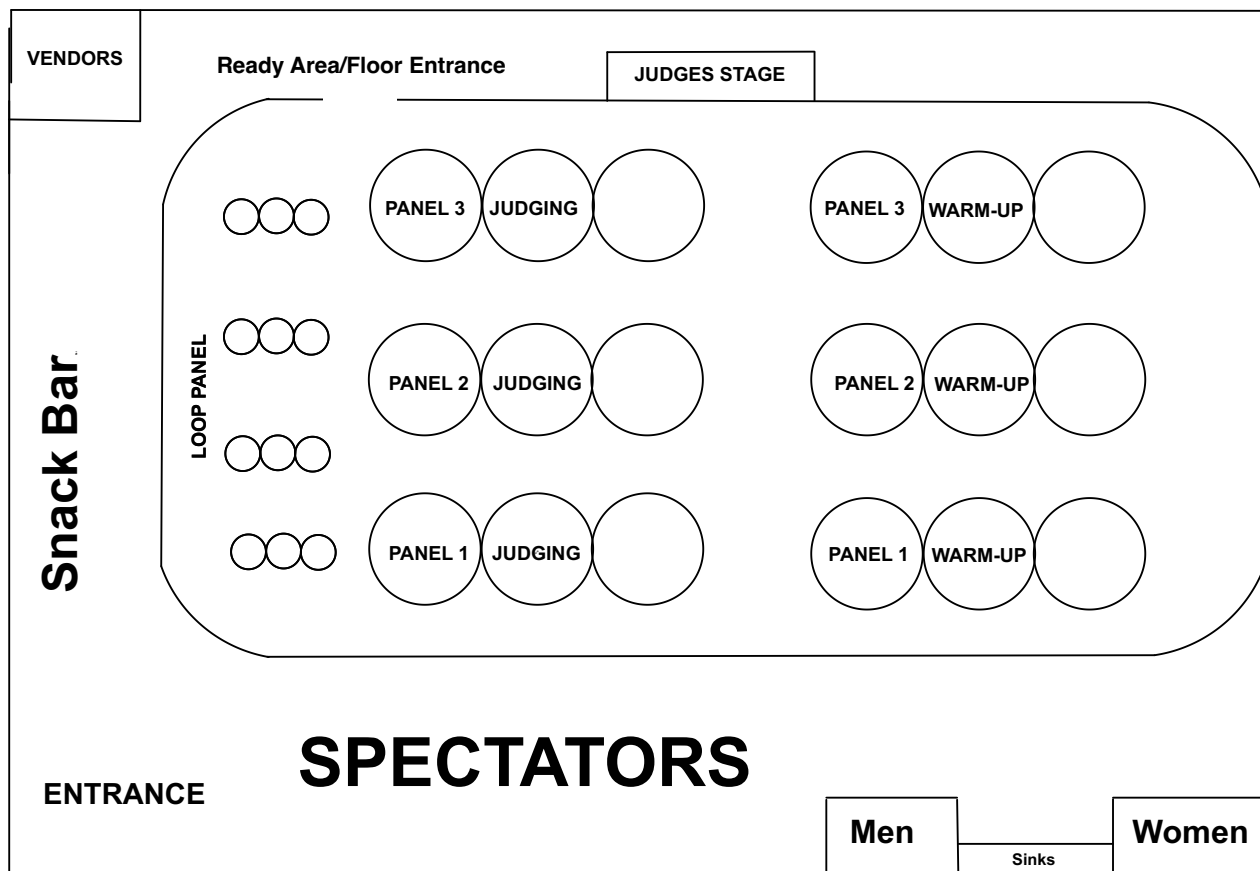 VENDORS
Ready Area/Floor Entrance
JUDGES STAGE
PANEL 3 JUDGING
PANEL 3 WARM-UP
LOOP PANEL
Snack Bar
PANEL 2 JUDGING
PANEL 2 WARM-UP
PANEL 1 JUDGING
PANEL 1 WARM-UP
SPECTATORS
ENTRANCE
Men
Sinks
Women